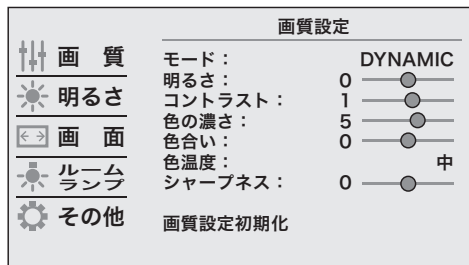 画質設定
画 質
明るさ
画 面
ルーム
ランプ
その他
モード： DYNAMIC
明るさ： 0
コントラスト： 1
色の濃さ： 5
色合い： 0
色温度： 中
シャープネス： 0
画質設定初期化